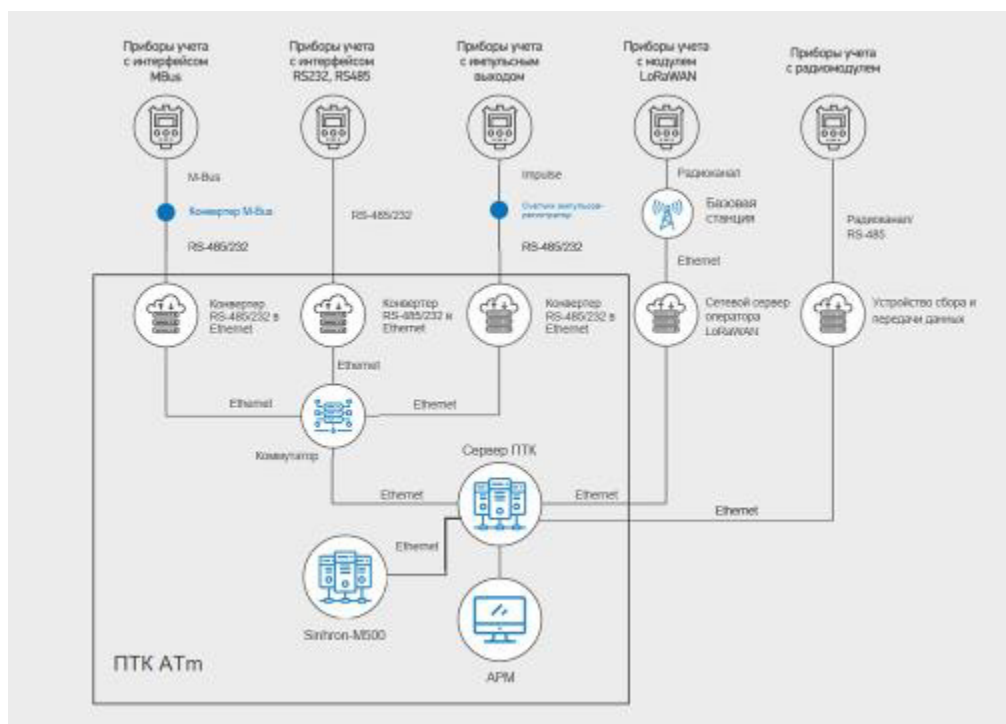 Приборы учета
с интерфейсом
MBus
Приборы учета
с интерфейсом
RS232, RS485
Приборы учета
с импульсным
выходом
Приборы учета
с модулем
LoRaWAN
Приборы учета
с радиомодулем
M-Bus
Конвертер M-Bus
RS-485/232
RS-485/232
Impulse
Счетчик импульсов-
регистратор
RS-485/232
Радиоканал
Базовая
станция
Ethernet
Радиоканал/
RS-485
Конвертер
RS-485/232 в
Ethernet
Конвертер
RS-485/232 в
Ethernet
Конвертер
RS-485/232 в
Ethernet
Сетевой сервер
оператора
LoRaWAN
Устройство сбора и
передачи данных
Ethernet
Ethernet
Ethernet
Коммутатор
Сервер ПТК
Ethernet
Ethernet
Ethernet
Ethernet
Sinhron-M500
АРМ
ПТК АТm